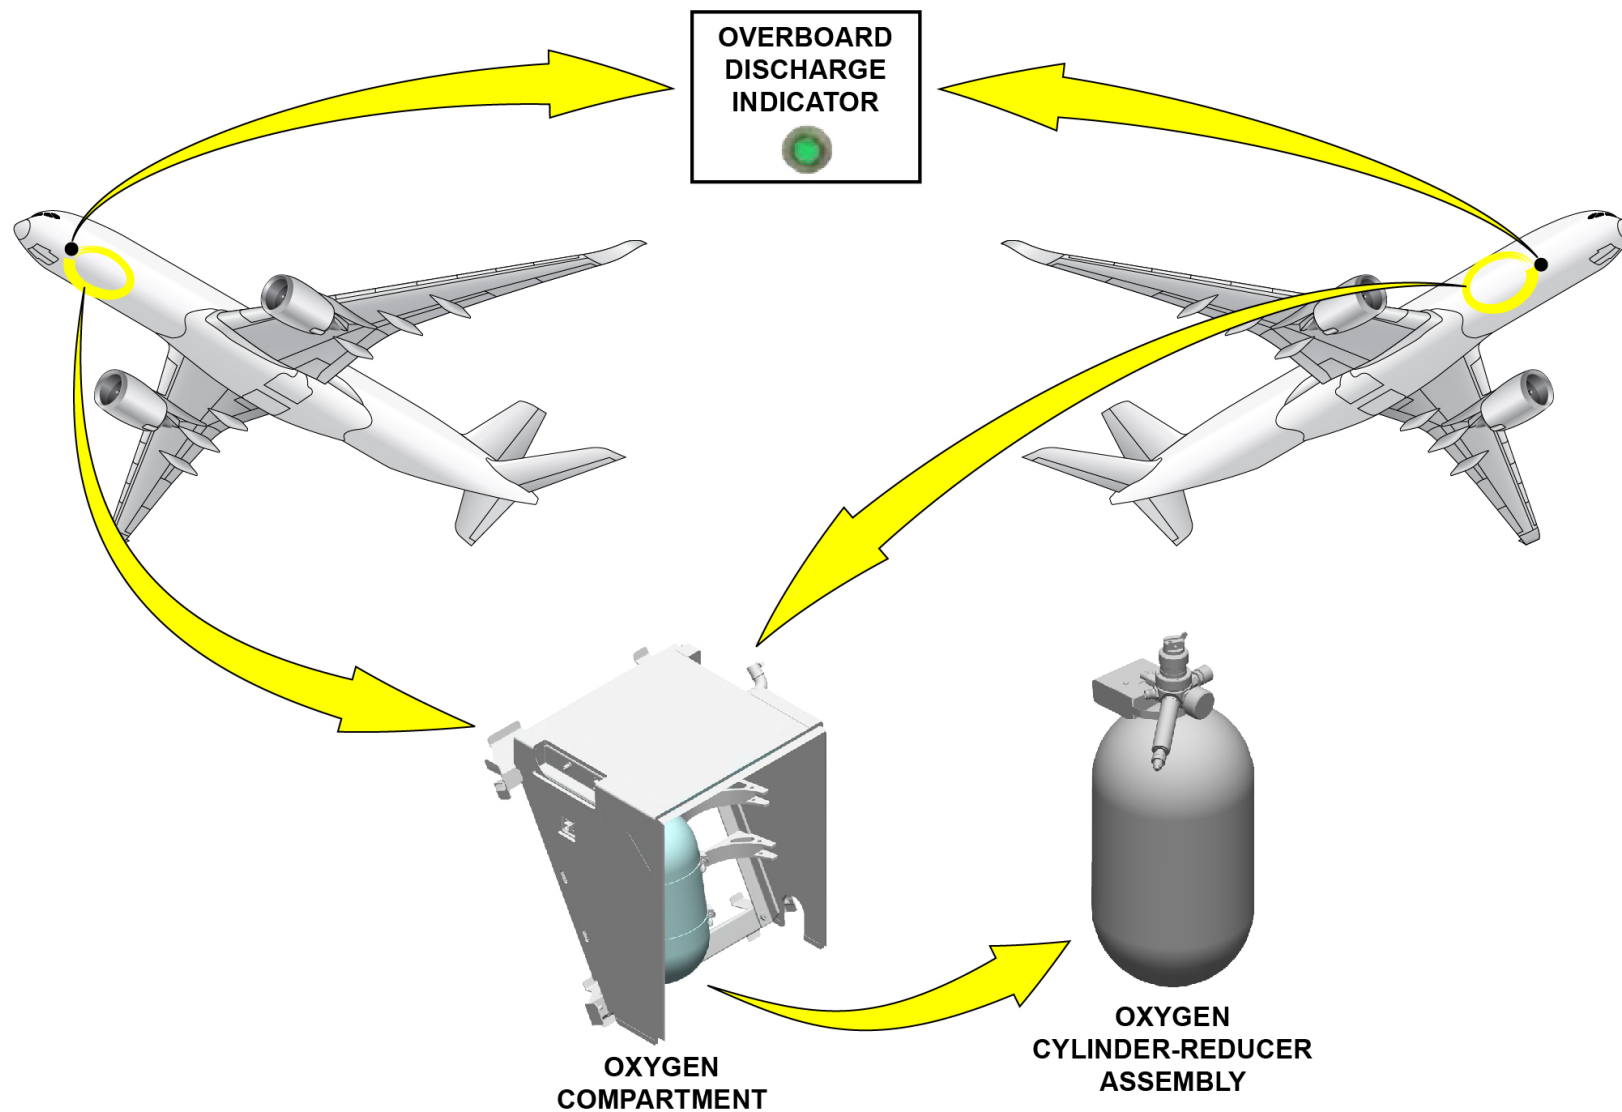 OVERBOARD
DISCHARGE
INDICATOR
OXYGEN
COMPARTMENT
OXYGEN
CYLINDER-REDUCER
ASSEMBLY